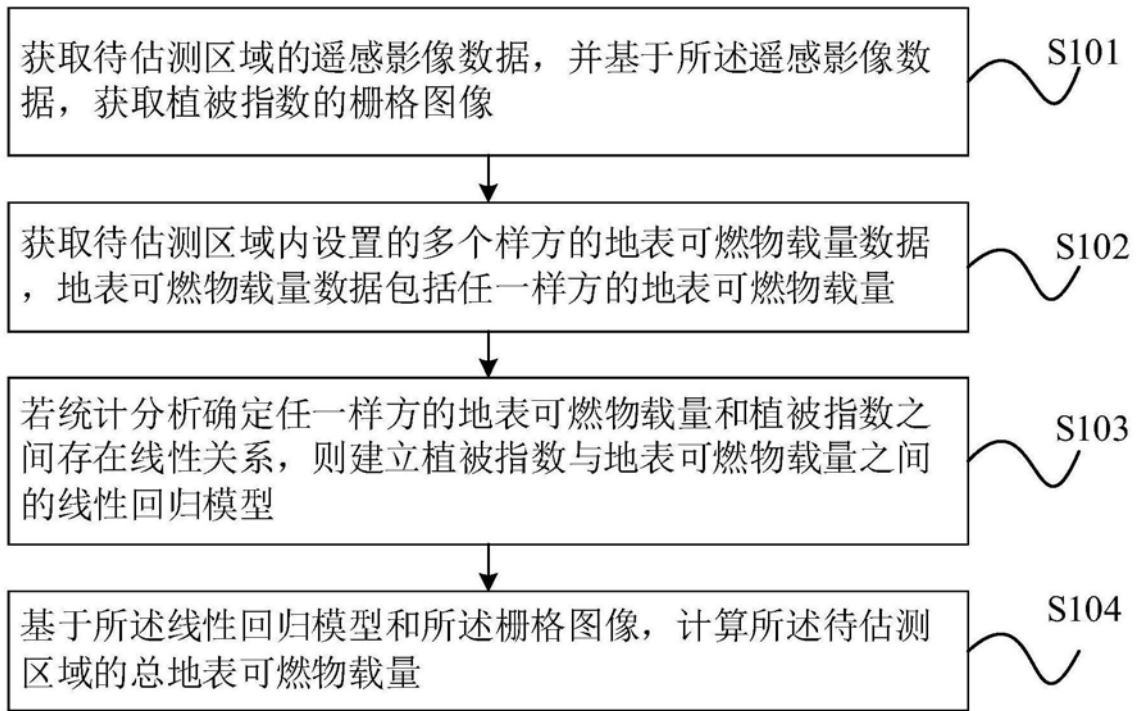 获取待估测区域的遥感影像数据，并基于所述遥感影像数
据，获取植被指数的栅格图像
S101
获取待估测区域内设置的多个样方的地表可燃物载量数据
，地表可燃物载量数据包括任一样方的地表可燃物载量
S102
若统计分析确定任一样方的地表可燃物载量和植被指数之
间存在线性关系，则建立植被指数与地表可燃物载量之间
的线性回归模型
S103
基于所述线性回归模型和所述栅格图像，计算所述待估测
区域的总地表可燃物载量
S104